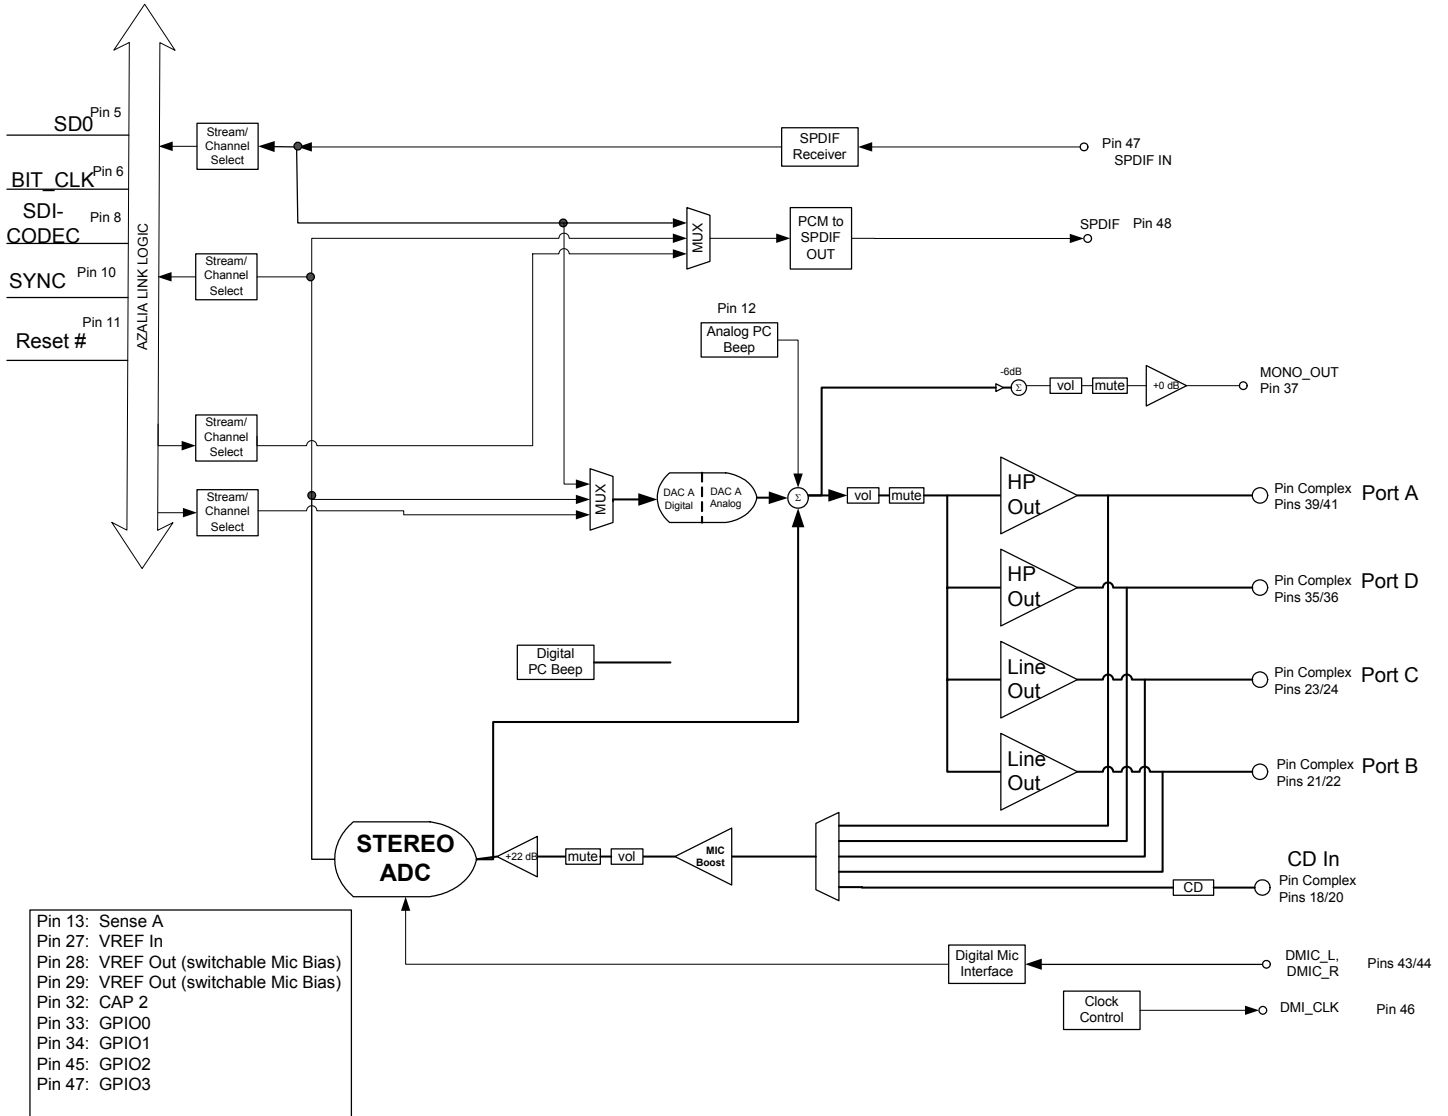 Pin 5
SD0
Pin 6
BIT_CLK
SDI-
CODEC
Pin 8
SYNC
Pin 10
Pin 11
Reset #
AZALIA LINK LOGIC
Stream/
Channel
Select
Stream/
Channel
Select
Stream/
Channel
Select
Stream/
Channel
Select
SPDIF
Receiver
Pin 47
SPDIF IN
MUX
PCM to
SPDIF
OUT
SPDIF
Pin 48
Pin 12
Analog PC
Beep
-6dB
Σ
vol
mute
+0 dB
MONO_OUT
Pin 37
MUX
DAC A
Digital
DAC A
Analog
Σ
vol
mute
HP
Out
Pin Complex
Pins 39/41
Port A
HP
Out
Pin Complex
Pins 35/36
Port D
Line
Out
Pin Complex
Pins 23/24
Port C
Line
Out
Pin Complex
Pins 21/22
Port B
Digital
PC Beep
STEREO
ADC
+22 dB
mute
vol
MIC
Boost
CD
CD In
Pin Complex
Pins 18/20
Digital Mic
Interface
DMIC_L,
DMIC_R
Pins 43/44
Clock
Control
DMI_CLK
Pin 46
Pin 13: Sense A
Pin 27: VREF In
Pin 28: VREF Out (switchable Mic Bias)
Pin 29: VREF Out (switchable Mic Bias)
Pin 32: CAP 2
Pin 33: GPIO0
Pin 34: GPIO1
Pin 45: GPIO2
Pin 47: GPIO3